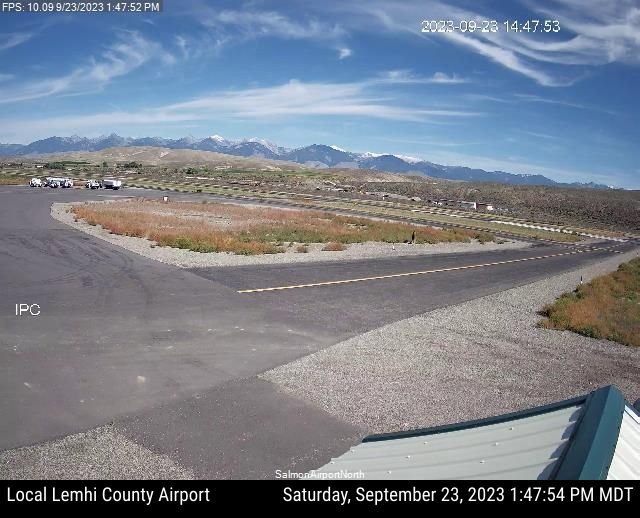 FPS: 10.09 9/23/2023 1:47:52 PM
2023-09-23 14:47:53
IPC
SalmonAirportNorth
Local Lemhi County Airport Saturday, September 23, 2023 1:47:54 PM MDT